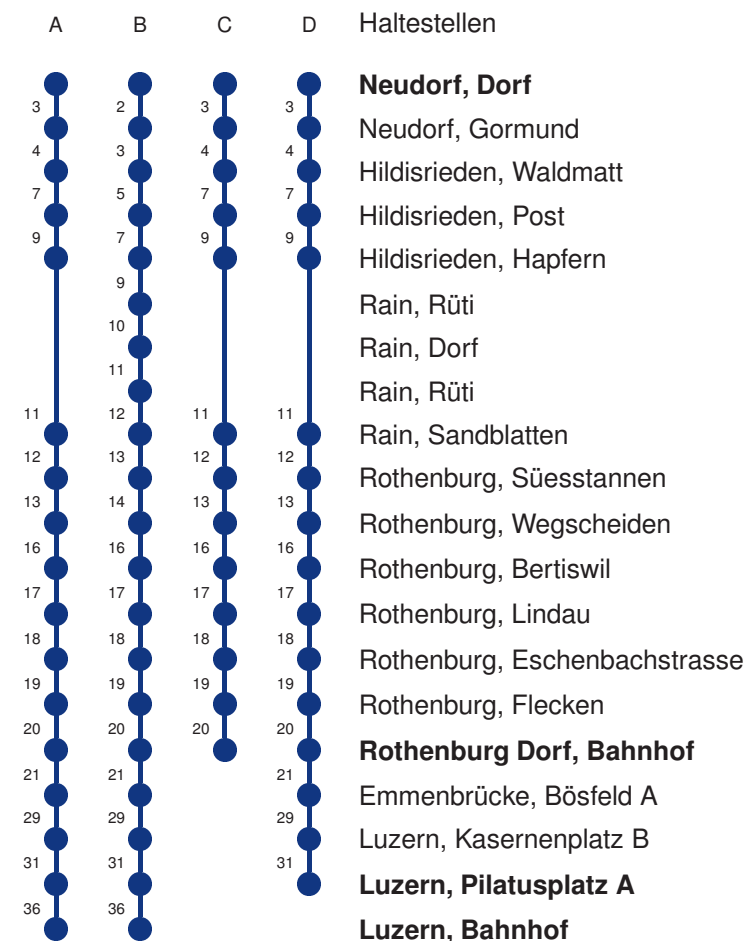 A B C D Haltestellen
Neudorf, Dorf
3 2 3 3
Neudorf, Gormund
4 3 4 4
Hildisrieden, Waldmatt
7 5 7 7
Hildisrieden, Post
9 7 9 9
Hildisrieden, Hapfern
9
Rain, Rüti
10
Rain, Dorf
11
Rain, Rüti
11 12 11 11
Rain, Sandblatten
12 13 12 12
Rothenburg, Süesstannen
13 14 13 13
Rothenburg, Wegscheiden
16 16 16 16
Rothenburg, Bertiswil
17 17 17 17
Rothenburg, Lindau
18 18 18 18
Rothenburg, Eschenbachstrasse
19 19 19 19
Rothenburg, Flecken
20 20 20 20
Rothenburg Dorf, Bahnhof
21 21 21
Emmenbrücke, Bösfeld A
29 29 29
Luzern, Kasernenplatz B
31 31 31
Luzern, Pilatusplatz A
36 36
Luzern, Bahnhof